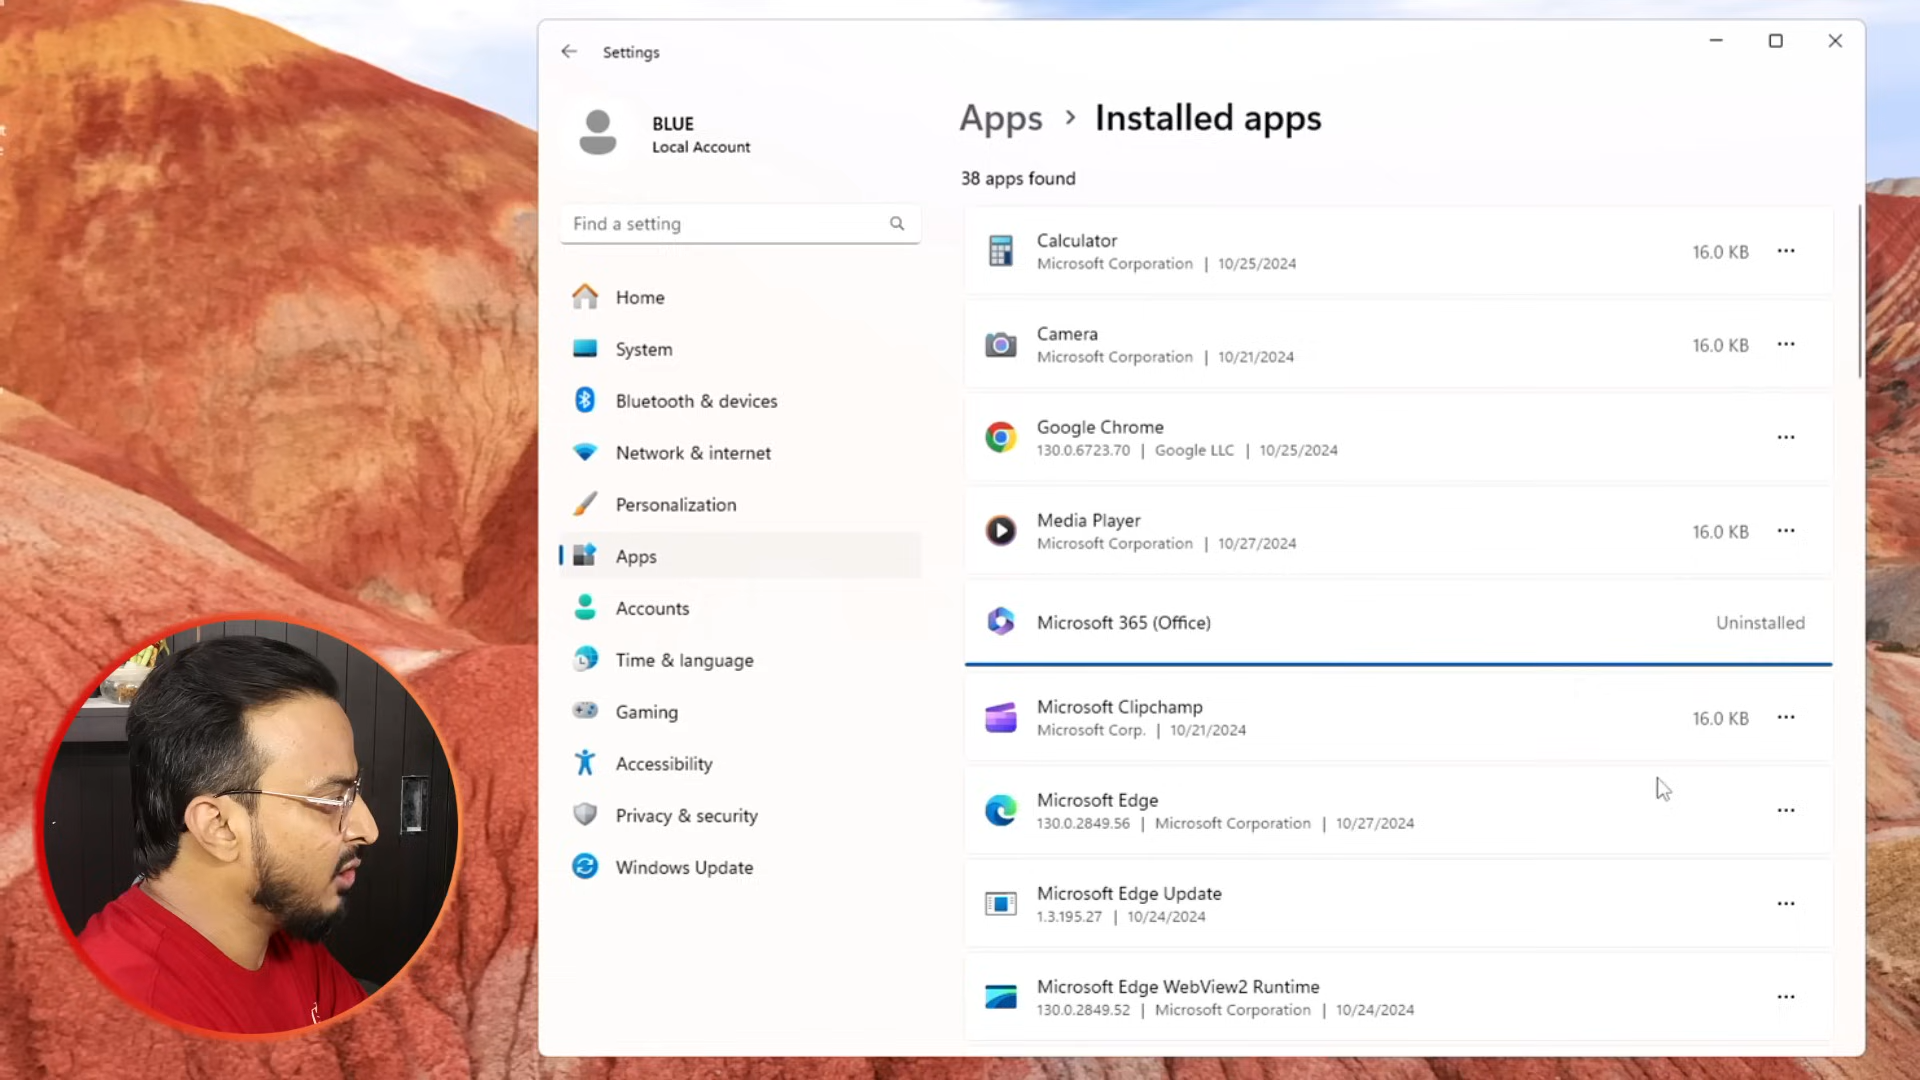 Settings
BLUE
Local Account
Find a setting
Home
System
Bluetooth & devices
Network & internet
Personalization
Apps
Accounts
Time & language
Gaming
Accessibility
Privacy & security
Windows Update
Apps > Installed apps
38 apps found
Calculator
Microsoft Corporation | 10/25/2024
16.0 KB
Camera
Microsoft Corporation | 10/21/2024
16.0 KB
Google Chrome
130.0.6723.70 | Google LLC | 10/25/2024
Media Player
Microsoft Corporation | 10/27/2024
16.0 KB
Microsoft 365 (Office)
Uninstalled
Microsoft Clipchamp
Microsoft Corp. | 10/21/2024
16.0 KB
Microsoft Edge
130.0.2849.56 | Microsoft Corporation | 10/27/2024
Microsoft Edge Update
1.3.195.27 | 10/24/2024
Microsoft Edge WebView2 Runtime
130.0.2849.52 | Microsoft Corporation | 10/24/2024